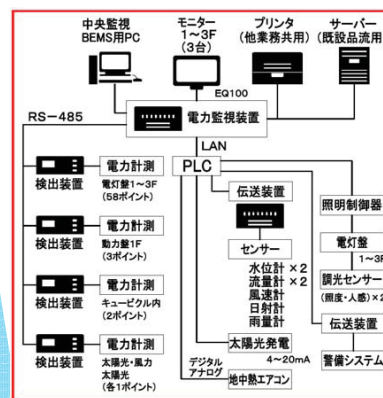 中央監視
BEMS用PC
モニター
1～3F
(3台)
プリンタ
(他業務共用)
サーバー
(既設品流用)
EQ100
RS-485
電力監視装置
LAN
PLC
検出装置
電力計測
電灯盤1～3F
(58ポイント)
検出装置
電力計測
動力盤1F
(3ポイント)
検出装置
電力計測
キュービクル内
(2ポイント)
検出装置
電力計測
太陽光・風力
太陽光
(各1ポイント)
伝送装置
センサー
水位計×2
流量計×2
風速計
日射計
雨量計
太陽光発電
4～20mA
デジタル
アナログ
地中熱エアコン
照明制御器
電灯盤
1～3F
調光センサー
(照度・人感)×2
伝送装置
警備システム